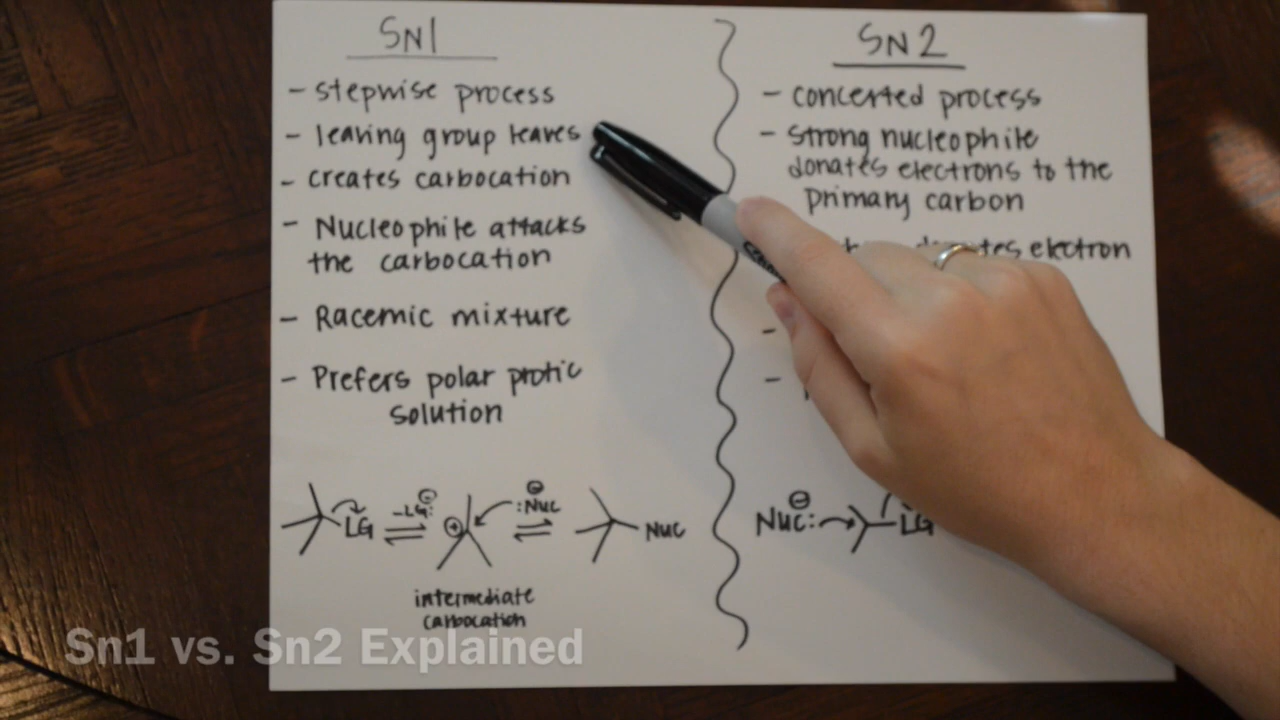 SN1
- stepwise process
- leaving group leaves
- creates carbocation
- Nucleophile attacks
the carbocation
- Racemic mixture
- Prefers polar protic
solution
LG
-LG:
:Nuc
Nuc
intermediate
carbocation
SN2
- concerted process
- Strong nucleophile
donates electrons to the
primary carbon
electron
-
-
Nuc:
LG
Sn1 vs. Sn2 Explained